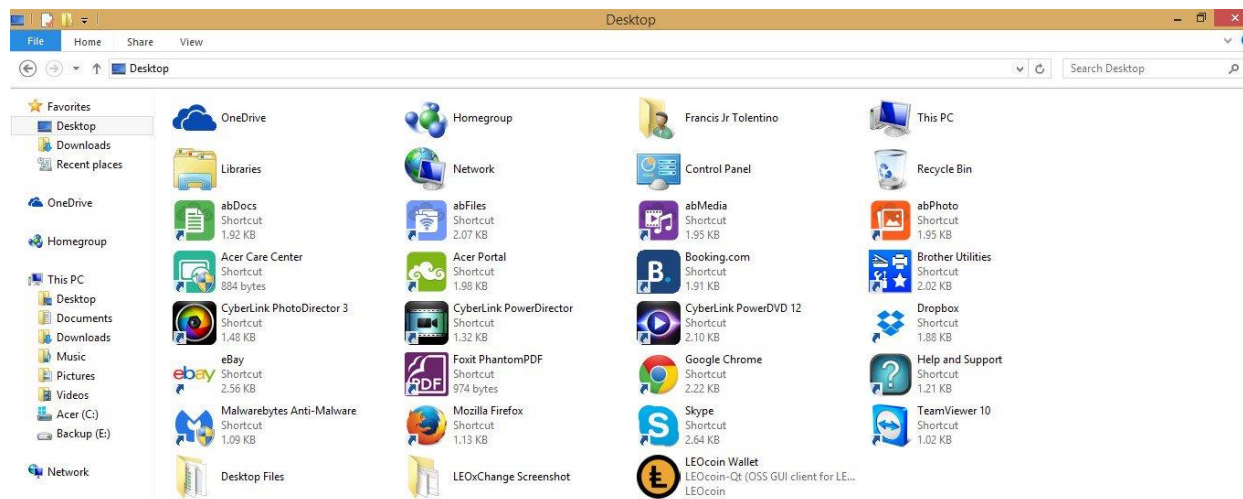 Desktop
File Home Share View
Desktop
Search Desktop
Favorites
Desktop
Downloads
Recent places
OneDrive
Homegroup
This PC
Desktop
Documents
Downloads
Music
Pictures
Videos
Acer (C:)
Backup (E:)
Network
OneDrive
Homegroup
Francis Jr Tolentino
This PC
Libraries
Network
Control Panel
Recycle Bin
abDocs
Shortcut
1.92 KB
abFiles
Shortcut
2.07 KB
abMedia
Shortcut
1.95 KB
abPhoto
Shortcut
1.95 KB
Acer Care Center
Shortcut
884 bytes
Acer Portal
Shortcut
1.98 KB
B.
Booking.com
Shortcut
1.91 KB
Brother Utilities
Shortcut
2.02 KB
CyberLink PhotoDirector 3
Shortcut
1.48 KB
CyberLink PowerDirector
Shortcut
1.32 KB
CyberLink PowerDVD 12
Shortcut
2.10 KB
Dropbox
Shortcut
1.88 KB
ebay
eBay
Shortcut
2.56 KB
PDF
Foxit PhantomPDF
Shortcut
974 bytes
Google Chrome
Shortcut
2.22 KB
?
Help and Support
Shortcut
1.21 KB
Malwarebytes Anti-Malware
Shortcut
1.09 KB
Mozilla Firefox
Shortcut
1.13 KB
S
Skype
Shortcut
2.64 KB
TeamViewer 10
Shortcut
1.02 KB
Desktop Files
LEOxChange Screenshot
LEOcoin Wallet
LEOcoin-Qt (OSS GUI client for LE...
LEOcoin